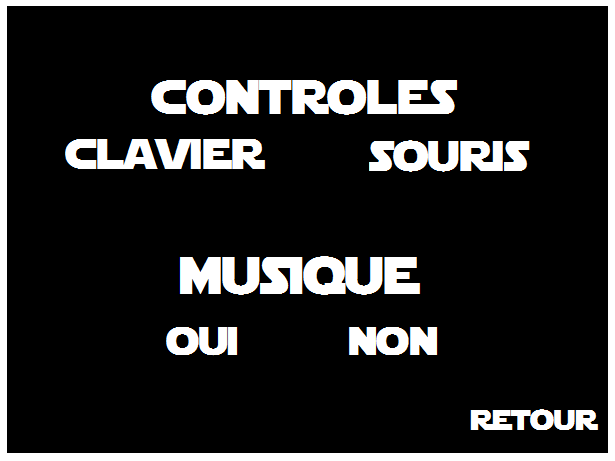 CONTROLES
CLAVIER SOURIS
MUSIQUE
OUI NON
RETOUR